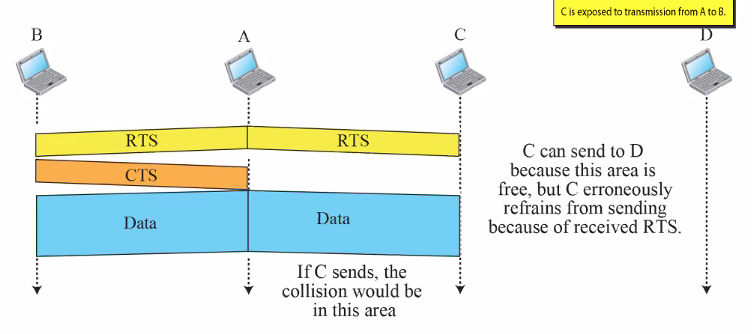 C is exposed to transmission from A to B.
B
A
C
D
RTS
RTS
CTS
Data
Data
C can send to D
because this area is
free, but C erroneously
refrains from sending
because of received RTS.
If C sends, the
collision would be
in this area